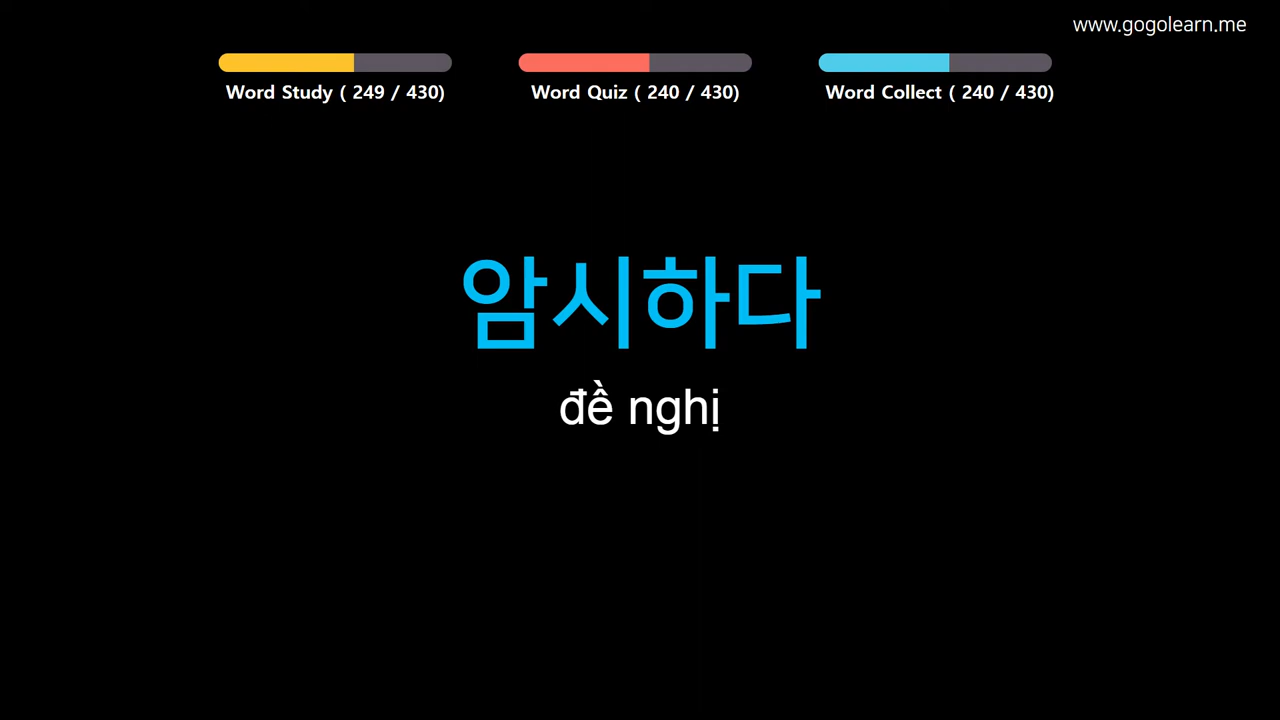 www.gogolearn.me
Word Study ( 249 / 430)
Word Quiz ( 240 / 430)
Word Collect ( 240 / 430)
암시하다
đề nghị